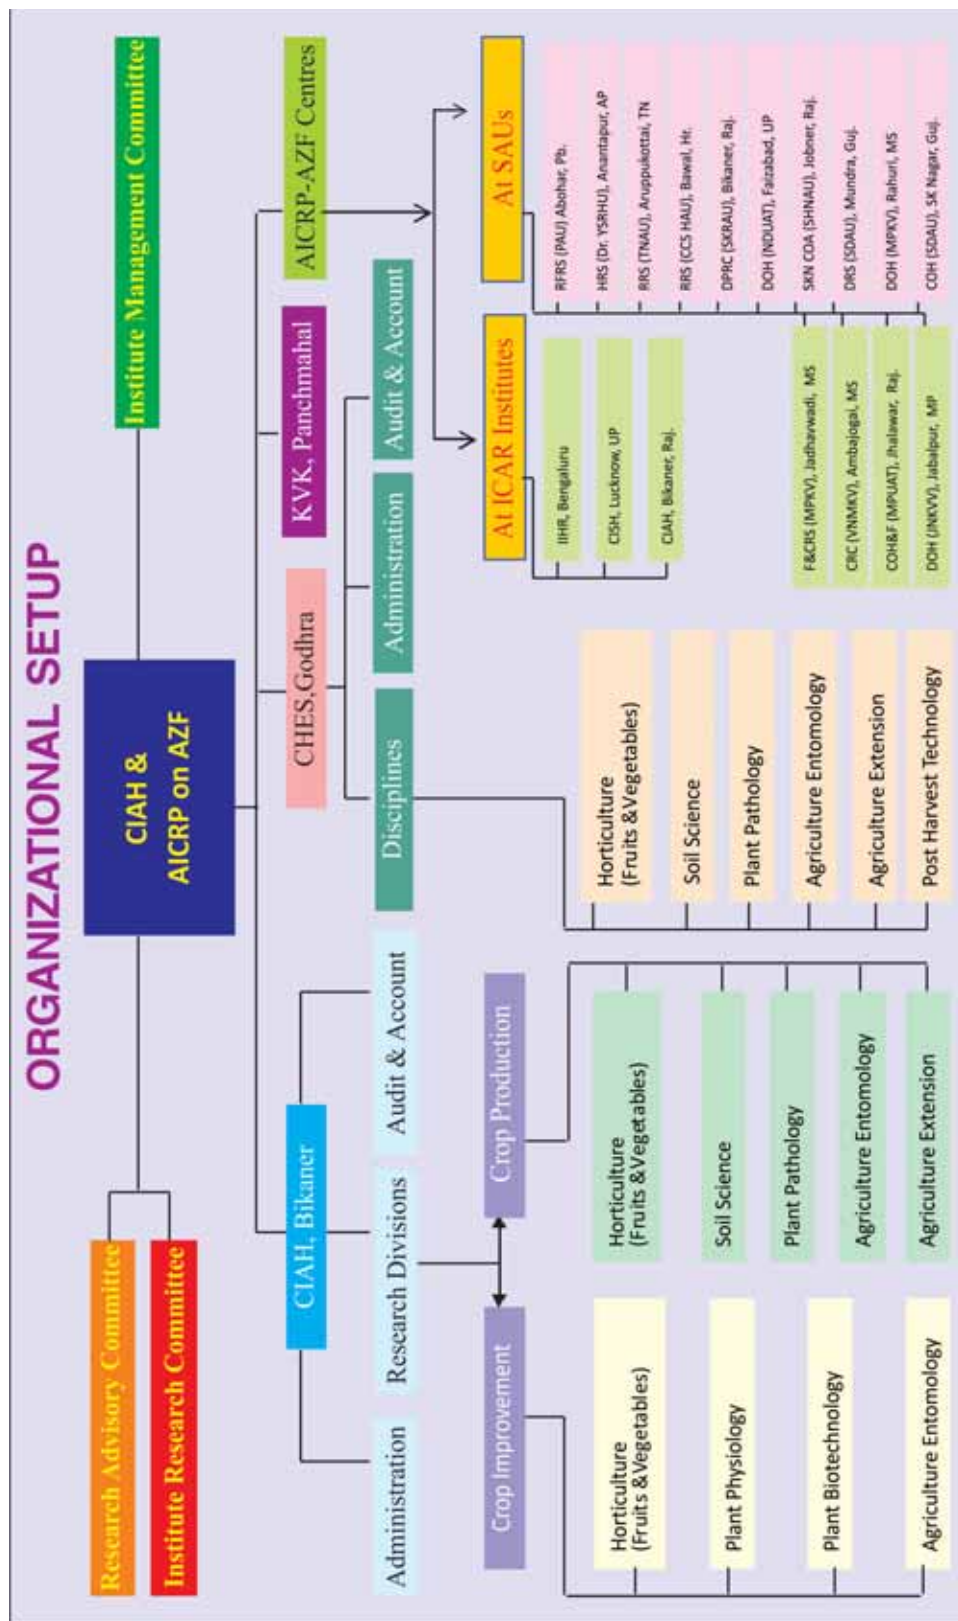 ORGANIZATIONAL SETUP
Research Advisory Committee
Institute Research Committee
CIAH &
AICRP on AZF
Institute Management Committee
CIAH, Bikaner
CHES,Godhra
KVK, Panchmahal
AICRP-AZF Centres
Administration
Research Divisions
Audit & Account
Disciplines
Administration
Audit & Account
Crop Improvement
Crop Production
At ICAR Institutes
At SAUs
Horticulture
(Fruits &Vegetables)
Plant Physiology
Plant Biotechnology
Agriculture Entomology
Horticulture
(Fruits &Vegetables)
Soil Science
Plant Pathology
Agriculture Entomology
Agriculture Extension
Horticulture
(Fruits &Vegetables)
Soil Science
Plant Pathology
Agriculture Entomology
Agriculture Extension
Post Harvest Technology
IIHR, Bengaluru
CISH, Lucknow, UP
CIAH, Bikaner, Raj.
F&CRS (MPKV), Jadhavwadi, MS
CRC (VNMKV), Ambajogai, MS
COH&F (MPUAT), Jhalawar, Raj.
DOH (JNKVV), Jabalpur, MP
RFRS (PAU) Abohar, Pb.
HRS (Dr. YSRHU), Anantapur, AP
RRS (TNAU), Aruppukottai, TN
RRS (CCS HAU), Bawal, Hr.
DPRC (SKRAU), Bikaner, Raj.
DOH (NDUAT), Faizabad, UP
SKN COA (SHNAU), Jobner, Raj.
DRS (SDAU), Mundra, Guj.
DOH (MPKV), Rahuri, MS
COH (SDAU), SK Nagar, Guj.